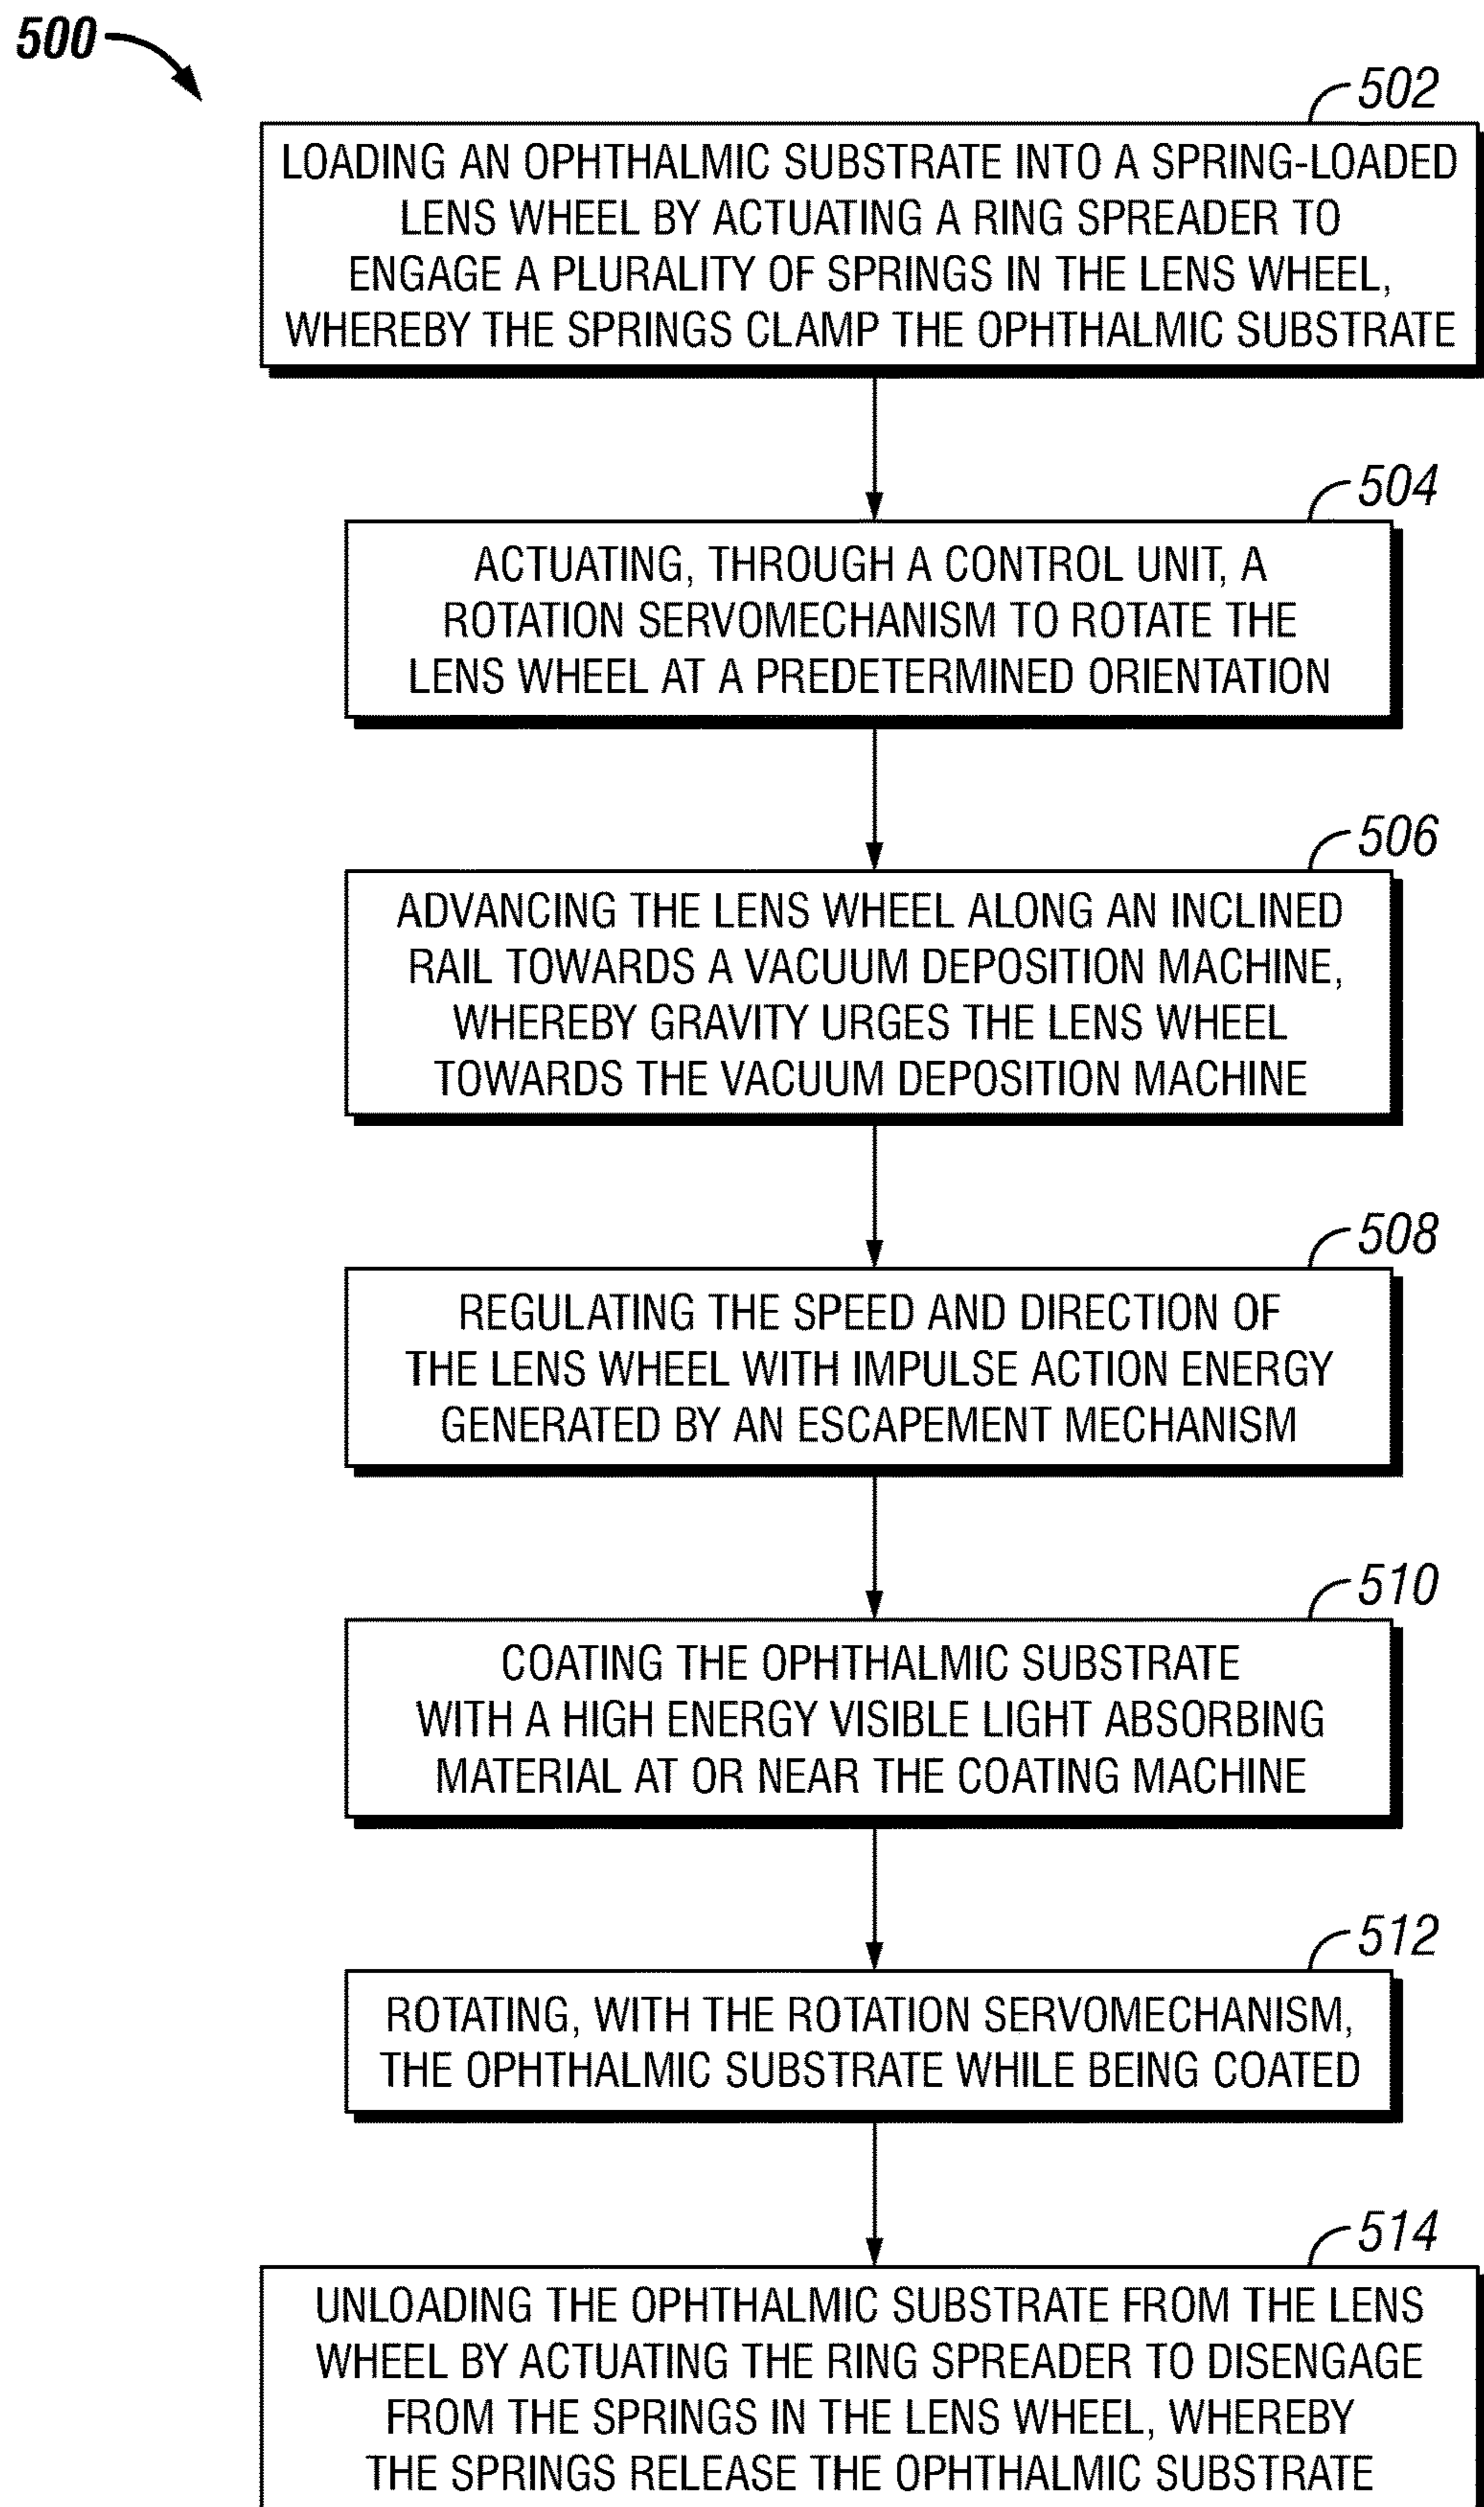 500
502
LOADING AN OPHTHALMIC SUBSTRATE INTO A SPRING-LOADED
LENS WHEEL BY ACTUATING A RING SPREADER TO
ENGAGE A PLURALITY OF SPRINGS IN THE LENS WHEEL,
WHEREBY THE SPRINGS CLAMP THE OPHTHALMIC SUBSTRATE
504
ACTUATING, THROUGH A CONTROL UNIT, A
ROTATION SERVOMECHANISM TO ROTATE THE
LENS WHEEL AT A PREDETERMINED ORIENTATION
506
ADVANCING THE LENS WHEEL ALONG AN INCLINED
RAIL TOWARDS A VACUUM DEPOSITION MACHINE,
WHEREBY GRAVITY URGES THE LENS WHEEL
TOWARDS THE VACUUM DEPOSITION MACHINE
508
REGULATING THE SPEED AND DIRECTION OF
THE LENS WHEEL WITH IMPULSE ACTION ENERGY
GENERATED BY AN ESCAPEMENT MECHANISM
510
COATING THE OPHTHALMIC SUBSTRATE
WITH A HIGH ENERGY VISIBLE LIGHT ABSORBING
MATERIAL AT OR NEAR THE COATING MACHINE
512
ROTATING, WITH THE ROTATION SERVOMECHANISM,
THE OPHTHALMIC SUBSTRATE WHILE BEING COATED
514
UNLOADING THE OPHTHALMIC SUBSTRATE FROM THE LENS
WHEEL BY ACTUATING THE RING SPREADER TO DISENGAGE
FROM THE SPRINGS IN THE LENS WHEEL, WHEREBY
THE SPRINGS RELEASE THE OPHTHALMIC SUBSTRATE